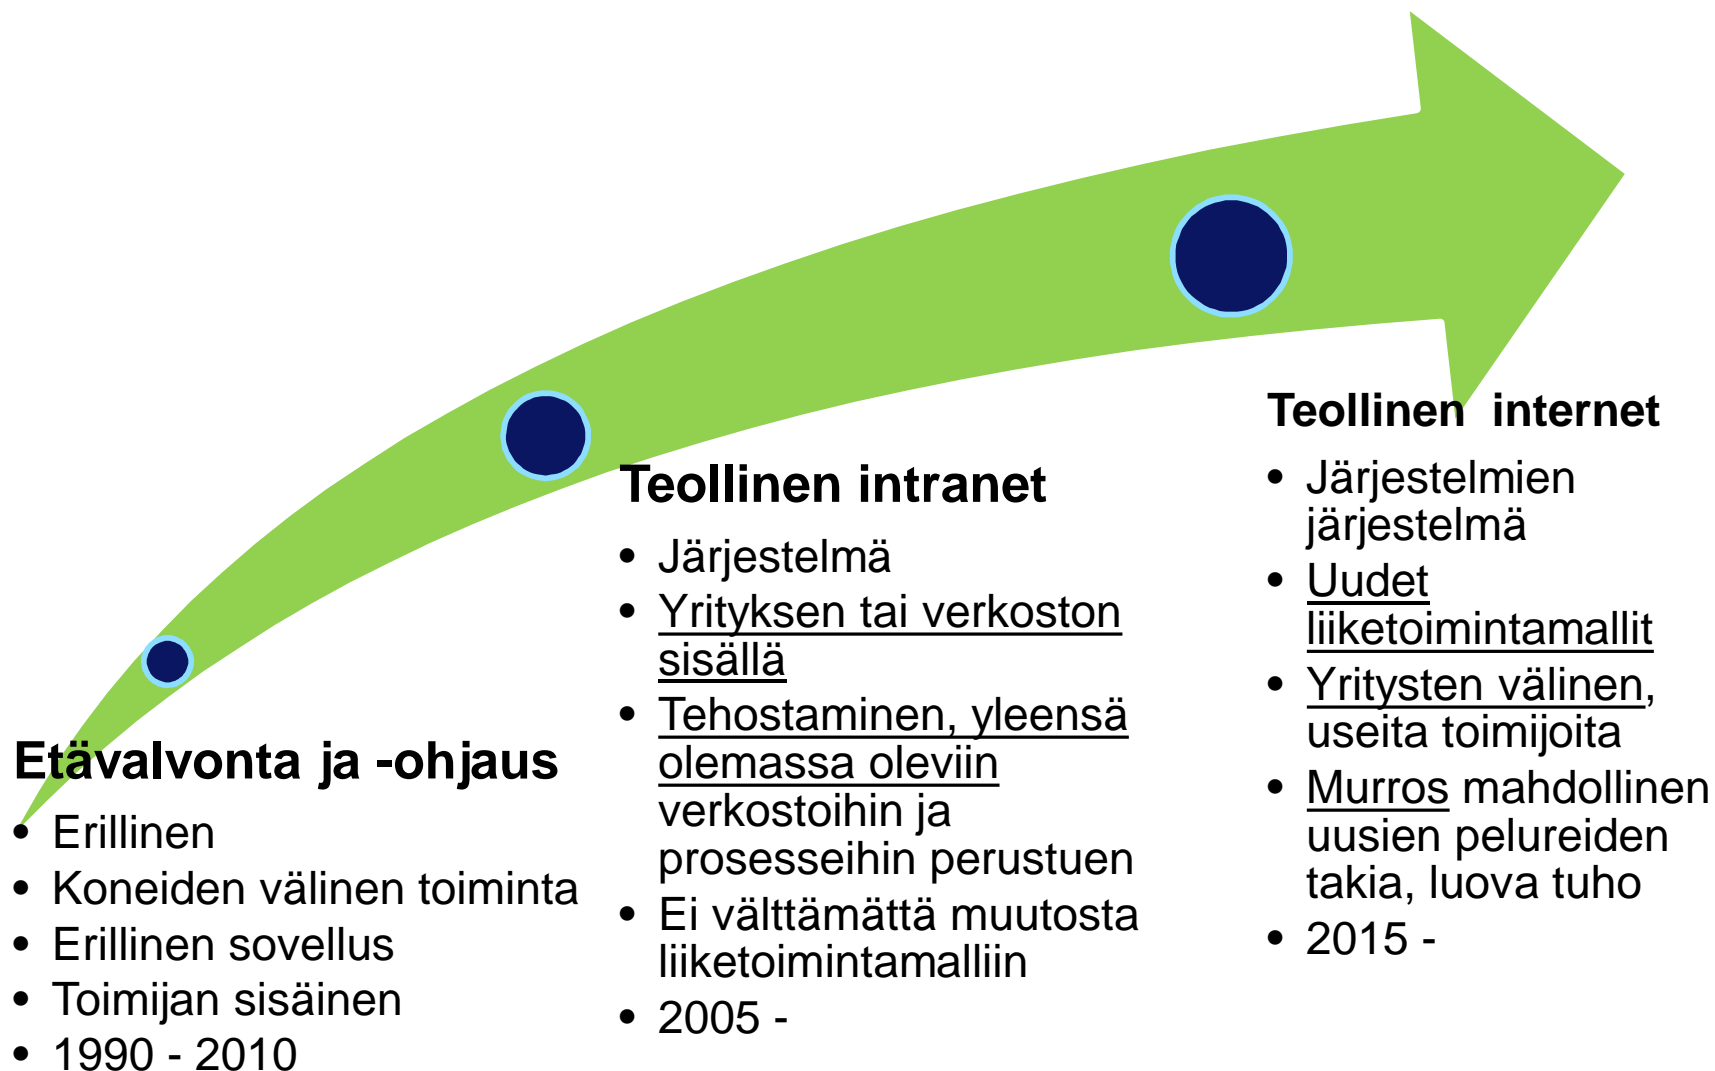 Etävalvonta ja -ohjaus
• Erillinen
• Koneiden välinen toiminta
• Erillinen sovellus
• Toimijan sisäinen
• 1990 - 2010
Teollinen intranet
• Järjestelmä
• Yrityksen tai verkoston
sisällä
• Tehostaminen, yleensä
olemassa oleviin
verkostoihin ja
prosesseihin perustuen
• Ei välttämättä muutosta
liiketoimintamalliin
• 2005 -
Teollinen internet
• Järjestelmien
järjestelmä
• Uudet
liiketoimintamallit
• Yritysten välinen,
useita toimijoita
• Murros mahdollinen
uusien pelureiden
takia, luova tuho
• 2015 -